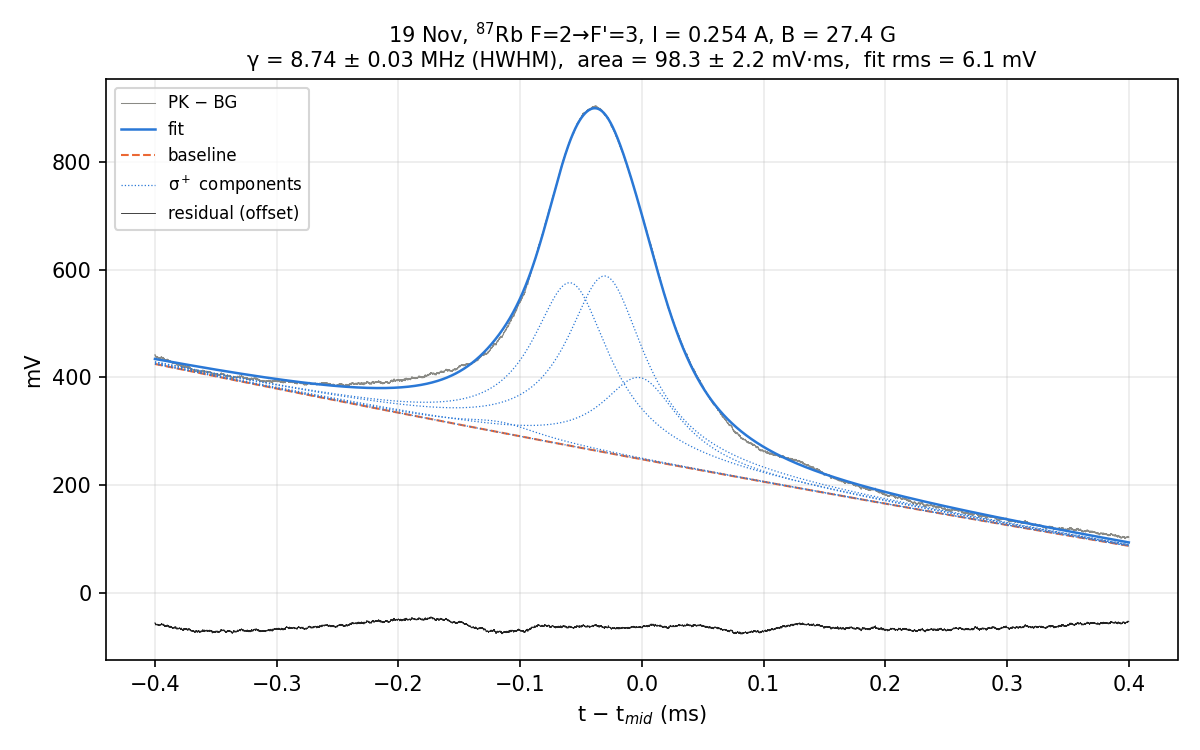 19 Nov, ⁸⁷Rb F=2→F'=3, I = 0.254 A, B = 27.4 G
γ = 8.74 ± 0.03 MHz (HWHM),  area = 98.3 ± 2.2 mV·ms,  fit rms = 6.1 mV
PK − BG
fit
baseline
σ⁺ components
residual (offset)
800
600
400
200
0
mV
−0.4
−0.3
−0.2
−0.1
0.0
0.1
0.2
0.3
0.4
t − t_mid (ms)